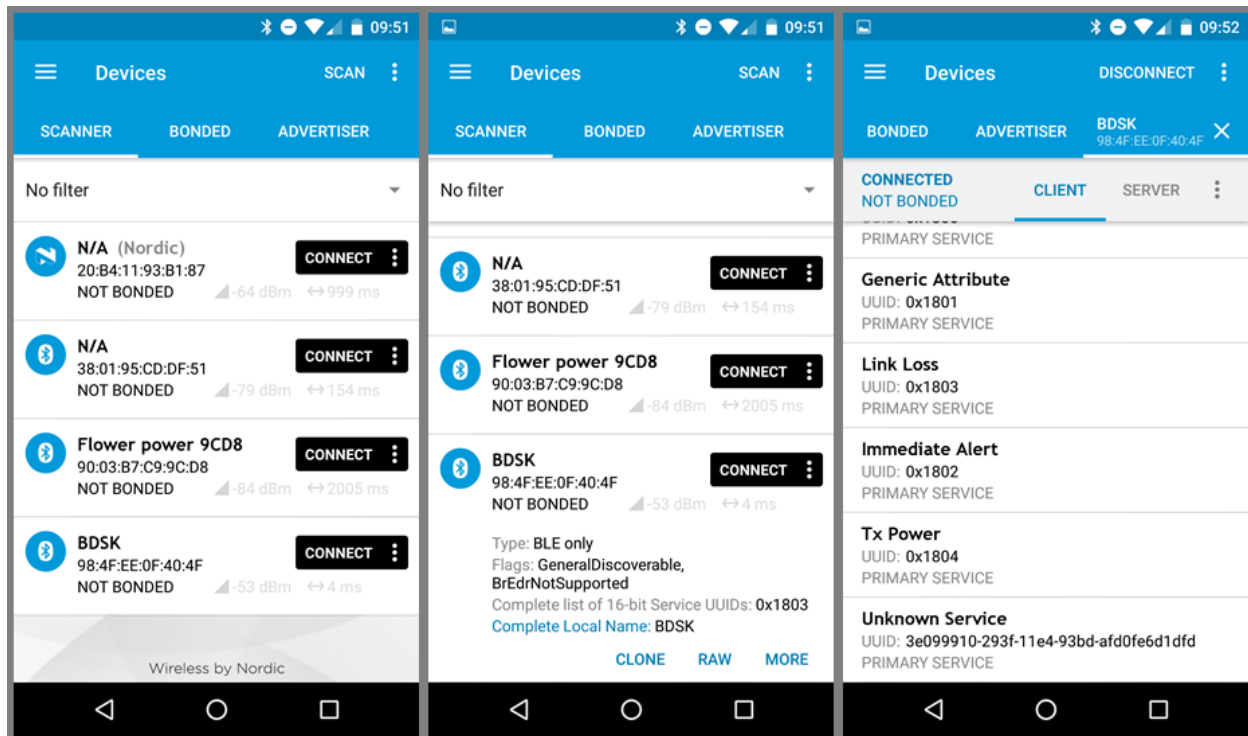 09:51
Devices
SCAN
SCANNER
BONDED
ADVERTISER
No filter
N/A (Nordic)
20:B4:11:93:B1:87
NOT BONDED
-64 dBm
999 ms
CONNECT
N/A
38:01:95:CD:DF:51
NOT BONDED
-79 dBm
154 ms
CONNECT
Flower power 9CD8
90:03:B7:C9:9C:D8
NOT BONDED
-84 dBm
2005 ms
CONNECT
BDSK
98:4F:EE:0F:40:4F
NOT BONDED
-53 dBm
4 ms
CONNECT
Wireless by Nordic
09:51
Devices
SCAN
SCANNER
BONDED
ADVERTISER
No filter
N/A
38:01:95:CD:DF:51
NOT BONDED
-79 dBm
154 ms
CONNECT
Flower power 9CD8
90:03:B7:C9:9C:D8
NOT BONDED
-84 dBm
2005 ms
CONNECT
BDSK
98:4F:EE:0F:40:4F
NOT BONDED
-53 dBm
4 ms
CONNECT
Type: BLE only
Flags: GeneralDiscoverable,
BrEdrNotSupported
Complete list of 16-bit Service UUIDs: 0x1803
Complete Local Name: BDSK
CLONE
RAW
MORE
09:52
Devices
DISCONNECT
BONDED
ADVERTISER
BDSK
98:4F:EE:0F:40:4F
CONNECTED
NOT BONDED
CLIENT
SERVER
PRIMARY SERVICE
Generic Attribute
UUID: 0x1801
PRIMARY SERVICE
Link Loss
UUID: 0x1803
PRIMARY SERVICE
Immediate Alert
UUID: 0x1802
PRIMARY SERVICE
Tx Power
UUID: 0x1804
PRIMARY SERVICE
Unknown Service
UUID: 3e099910-293f-11e4-93bd-afd0fe6d1dfd
PRIMARY SERVICE